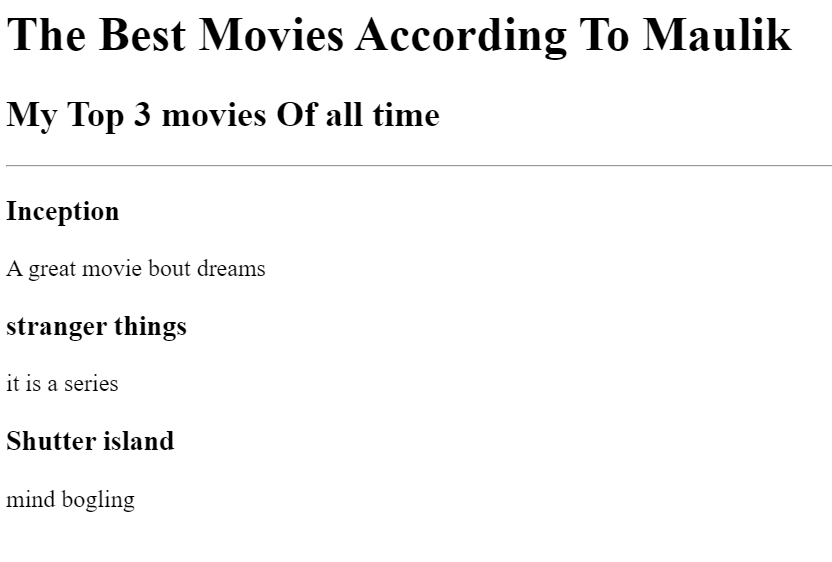 The Best Movies According To Maulik
My Top 3 movies Of all time
Inception
A great movie bout dreams
stranger things
it is a series
Shutter island
mind bogling